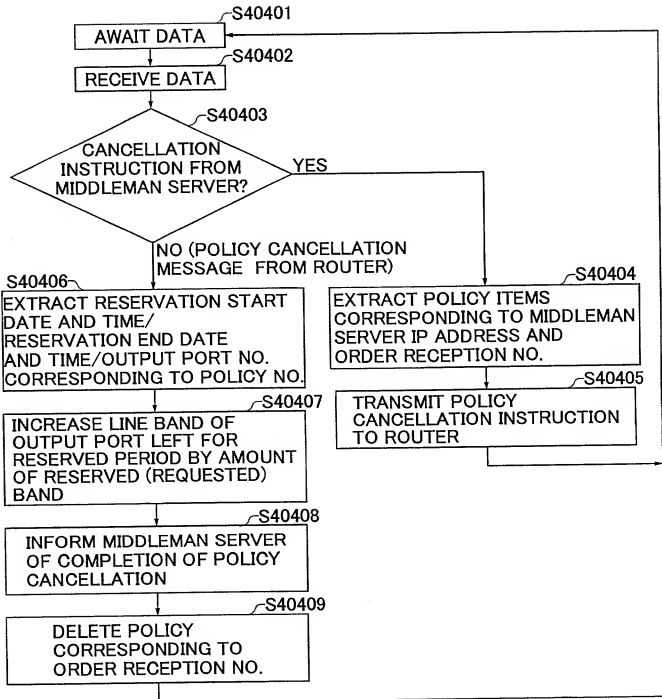 S40401
AWAIT DATA
S40402
RECEIVE DATA
S40403
CANCELLATION
INSTRUCTION FROM
MIDDLEMAN SERVER?
YES
NO (POLICY CANCELLATION
MESSAGE FROM ROUTER)
S40406
EXTRACT RESERVATION START
DATE AND TIME/
RESERVATION END DATE
AND TIME/OUTPUT PORT NO.
CORRESPONDING TO POLICY NO.
S40404
EXTRACT POLICY ITEMS
CORRESPONDING TO MIDDLEMAN
SERVER IP ADDRESS AND
ORDER RECEPTION NO.
S40405
TRANSMIT POLICY
CANCELLATION INSTRUCTION
TO ROUTER
S40407
INCREASE LINE BAND OF
OUTPUT PORT LEFT FOR
RESERVED PERIOD BY AMOUNT
OF RESERVED (REQUESTED)
BAND
S40408
INFORM MIDDLEMAN SERVER
OF COMPLETION OF POLICY
CANCELLATION
S40409
DELETE POLICY
CORRESPONDING TO
ORDER RECEPTION NO.